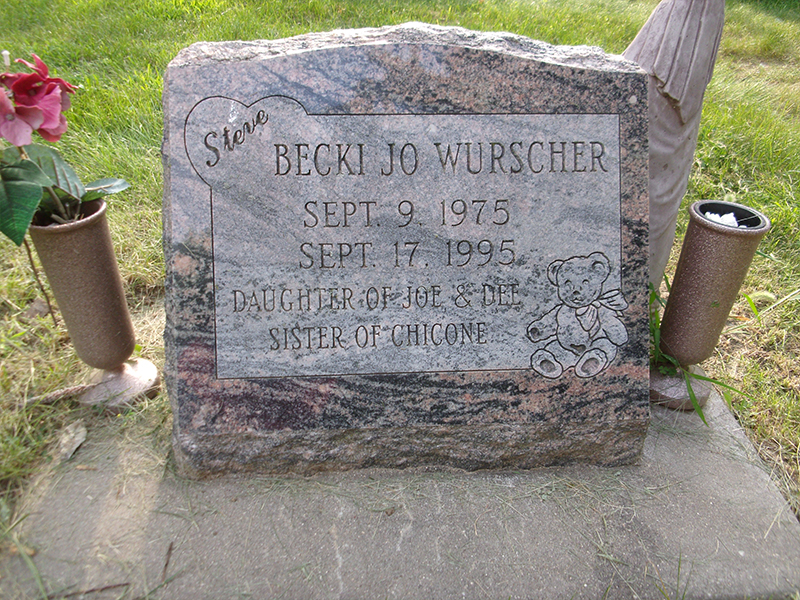 Steve
BECKI JO WURSCHER
SEPT. 9, 1975
SEPT. 17, 1995
DAUGHTER OF JOE & DEE
SISTER OF CHICONE